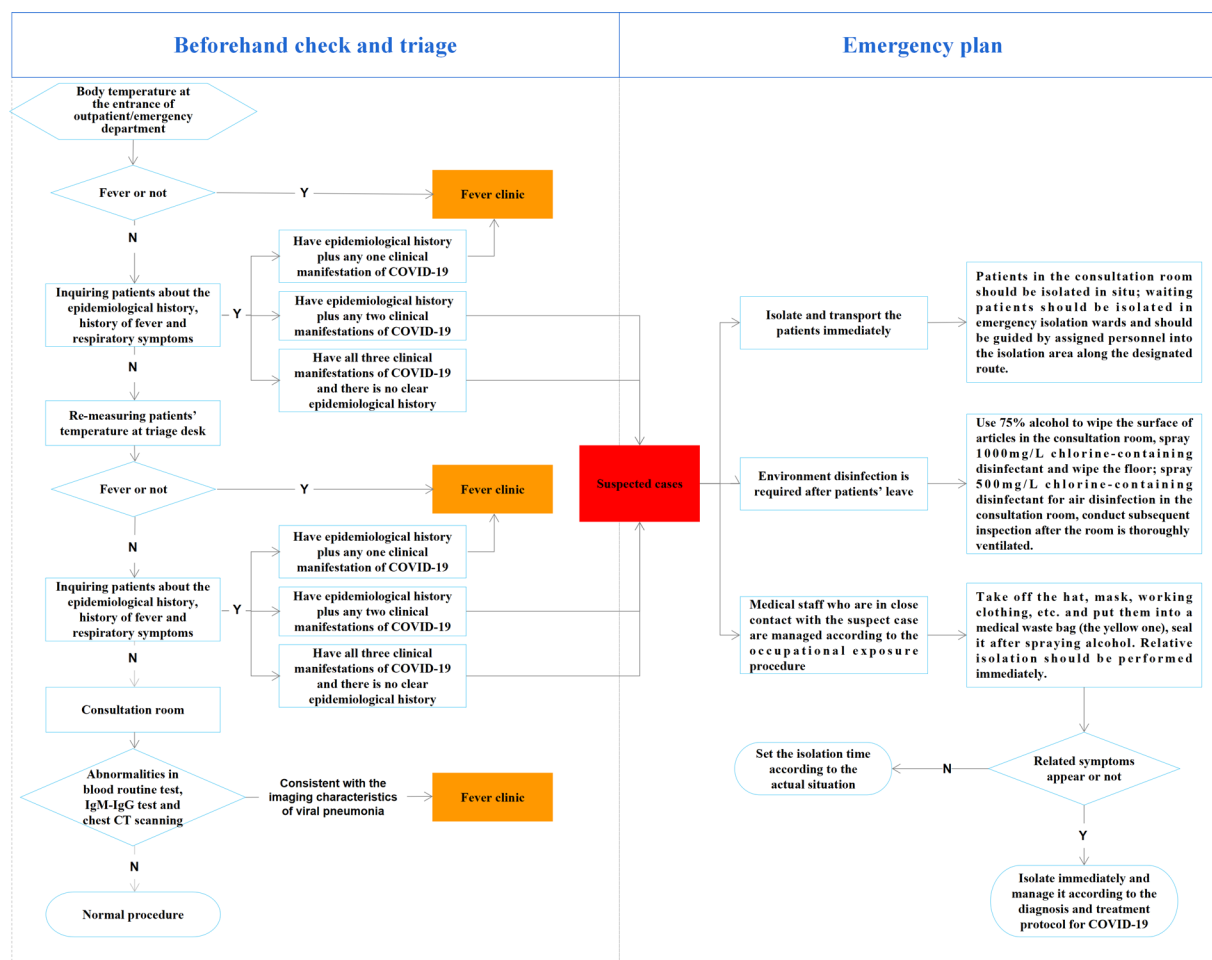 Beforehand check and triage
Emergency plan
Body temperature at
the entrance of
outpatient/emergency
department
Fever or not
Y
Fever clinic
N
Have epidemiological history
plus any one clinical
manifestation of COVID-19
Inquiring patients about the
epidemiological history,
history of fever and
respiratory symptoms
Y
Have epidemiological history
plus any two clinical
manifestations of COVID-19
Have all three clinical
manifestations of COVID-19
and there is no clear
epidemiological history
N
Re-measuring patients’
temperature at triage desk
Fever or not
Y
Fever clinic
N
Have epidemiological history
plus any one clinical
manifestation of COVID-19
Inquiring patients about the
epidemiological history,
history of fever and
respiratory symptoms
Y
Have epidemiological history
plus any two clinical
manifestations of COVID-19
Have all three clinical
manifestations of COVID-19
and there is no clear
epidemiological history
N
Consultation room
Abnormalities in
blood routine test,
IgM-IgG test and
chest CT scanning
Consistent with the
imaging characteristics
of viral pneumonia
Fever clinic
N
Normal procedure
Suspected cases
Isolate and transport the
patients immediately
Patients in the consultation room
should be isolated in situ; waiting
patients should be isolated in
emergency isolation wards and should
be guided by assigned personnel into
the isolation area along the designated
route.
Environment disinfection is
required after patients’ leave
Use 75% alcohol to wipe the surface of
articles in the consultation room, spray
1000mg/L chlorine-containing
disinfectant and wipe the floor; spray
500mg/L chlorine-containing
disinfectant for air disinfection in the
consultation room, conduct subsequent
inspection after the room is thoroughly
ventilated.
Medical staff who are in close
contact with the suspect case
are managed according to the
occupational exposure
procedure
Take off the hat, mask, working
clothing, etc. and put them into a
medical waste bag (the yellow one), seal
it after spraying alcohol. Relative
isolation should be performed
immediately.
Related symptoms
appear or not
N
Set the isolation time
according to the
actual situation
Y
Isolate immediately and
manage it according to the
diagnosis and treatment
protocol for COVID-19